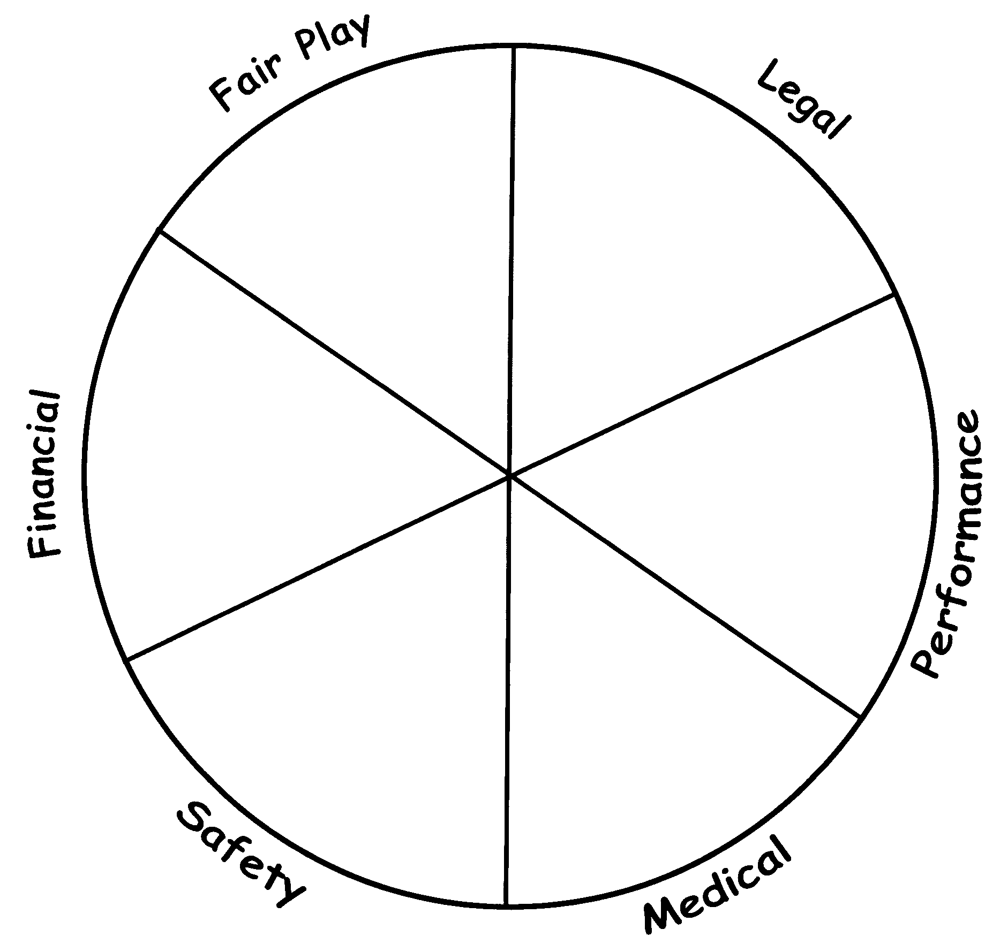 Fair Play
Legal
Financial
Performance
Safety
Medical